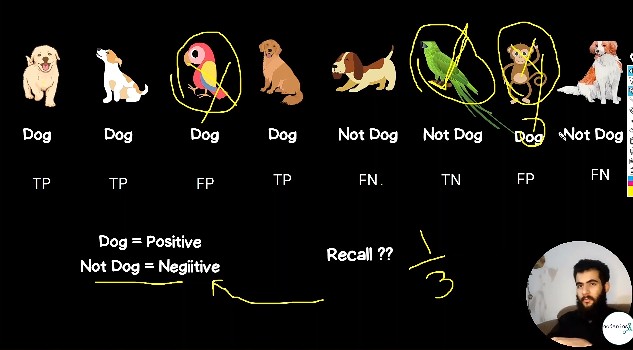 Dog Dog Dog Dog Not Dog Not Dog Dog Not Dog
TP TP FP TP FN. TN FP FN
Dog = Positive
Not Dog = Negiitive
Recall ??
1
3